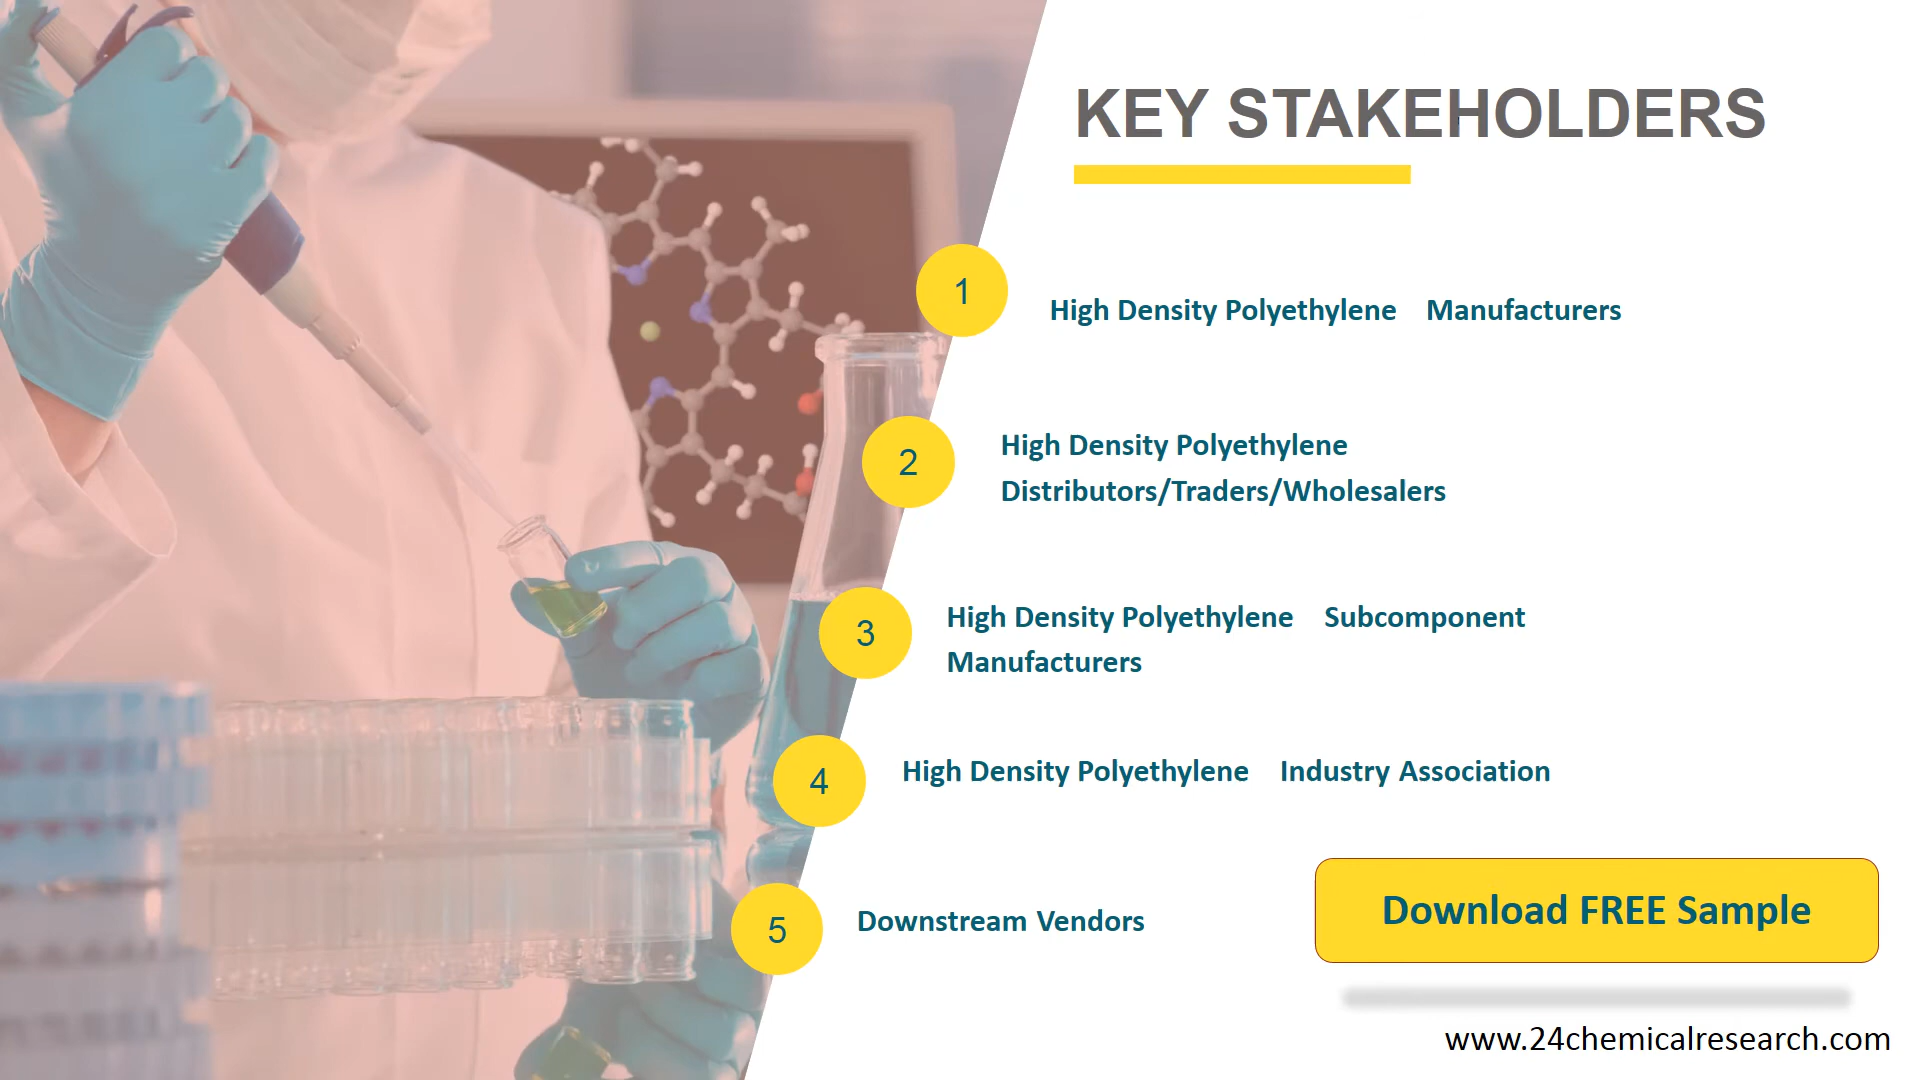 KEY STAKEHOLDERS
1
High Density Polyethylene Manufacturers
2
High Density Polyethylene
Distributors/Traders/Wholesalers
3
High Density Polyethylene Subcomponent
Manufacturers
4
High Density Polyethylene Industry Association
5
Downstream Vendors
Download FREE Sample
www.24chemicalresearch.com